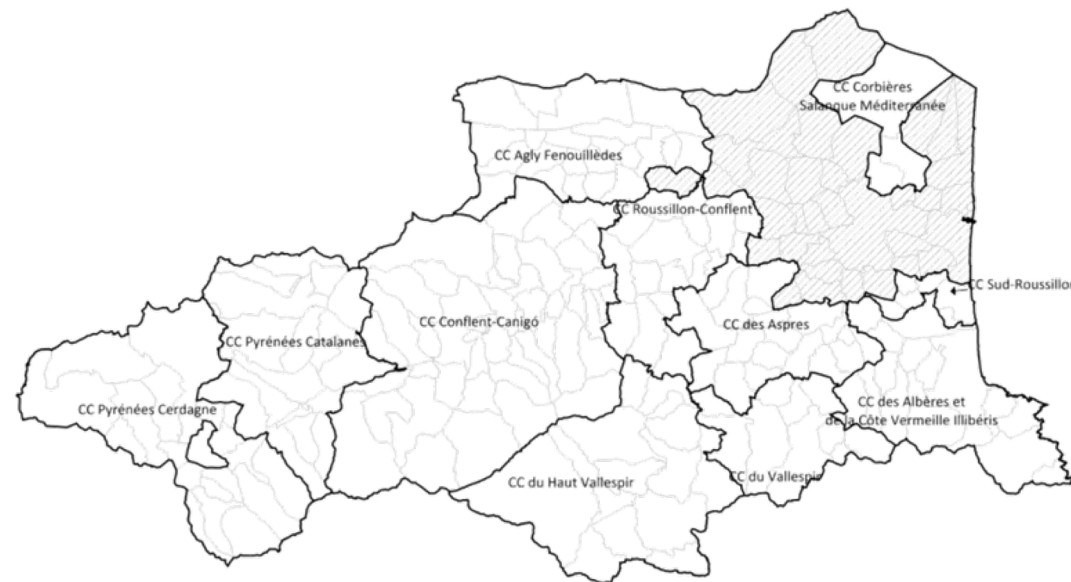 CC Corbières
Salanque Méditerranée
CC Agly Fenouillèdes
CC Roussillon-Conflent
CC Sud-Roussillon
CC Conflent-Canigó
CC des Aspres
CC Pyrénées Catalanes
CC Pyrénées Cerdagne
CC des Albères et
de la Côte Vermeille Illibéris
CC du Haut Vallespir
CC du Vallespir